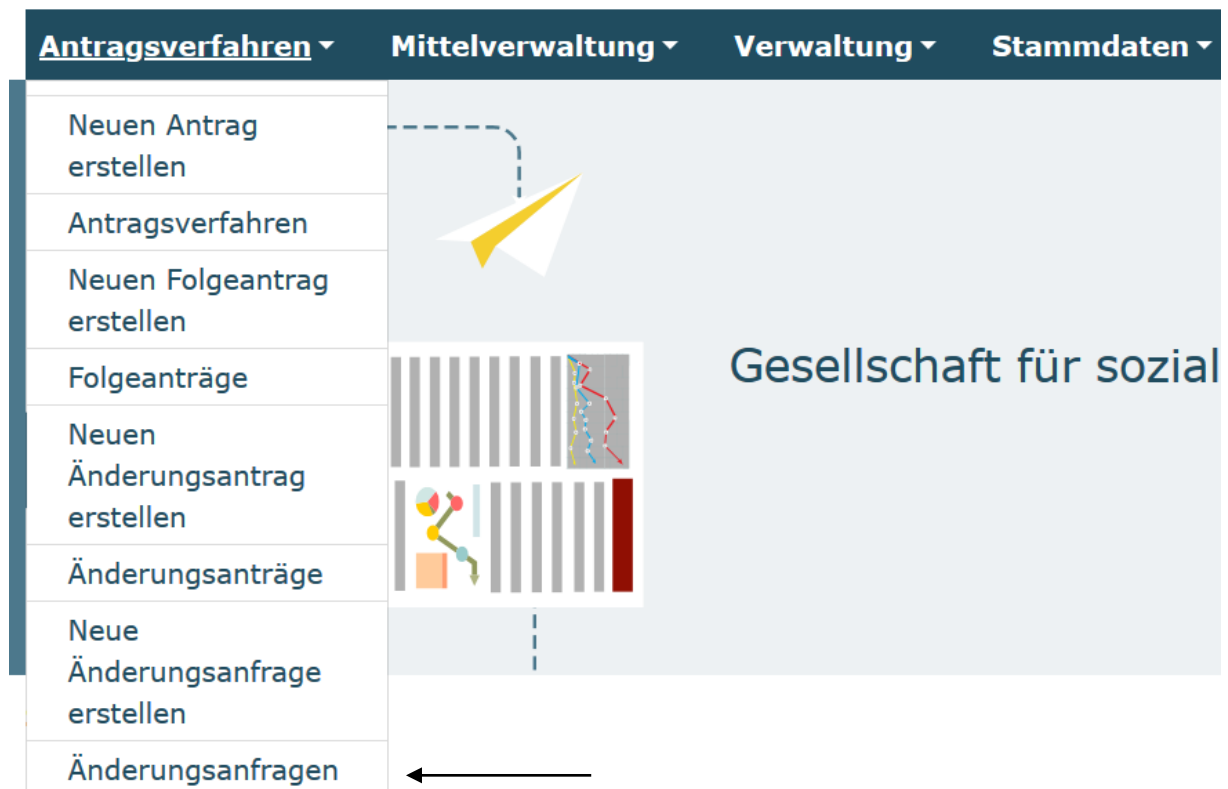 Antragsverfahren Mittelverwaltung Verwaltung Stammdaten
Neuen Antrag
erstellen
Antragsverfahren
Neuen Folgeantrag
erstellen
Folgeanträge
Neuen
Änderungsantrag
erstellen
Änderungsanträge
Neue
Änderungsanfrage
erstellen
Änderungsanfragen
Gesellschaft für sozial